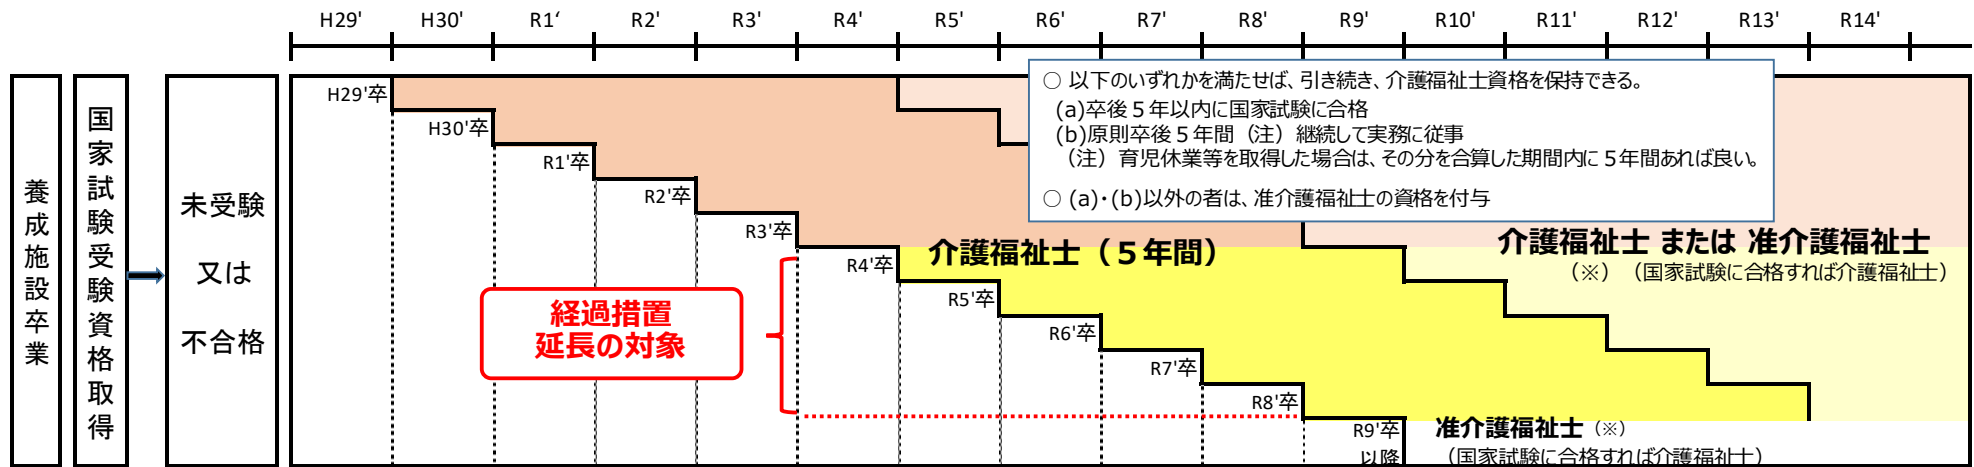 H29' H30' R1‘ R2' R3' R4' R5' R6' R7' R8' R9' R10' R11' R12' R13' R14'
養成施設卒業
国家試験受験資格取得
未受験
又は
不合格
H29'卒
H30'卒
R1'卒
R2'卒
R3'卒
R4'卒
R5'卒
R6'卒
R7'卒
R8'卒
R9'卒
以降
○ 以下のいずれかを満たせば、引き続き、介護福祉士資格を保持できる。
(a)卒後５年以内に国家試験に合格
(b)原則卒後５年間（注）継続して実務に従事
（注）育児休業等を取得した場合は、その分を合算した期間内に５年間あれば良い。
○ (a)・(b)以外の者は、准介護福祉士の資格を付与
介護福祉士（５年間）
介護福祉士 または 准介護福祉士
（※）（国家試験に合格すれば介護福祉士）
経過措置
延長の対象
准介護福祉士（※）
（国家試験に合格すれば介護福祉士）